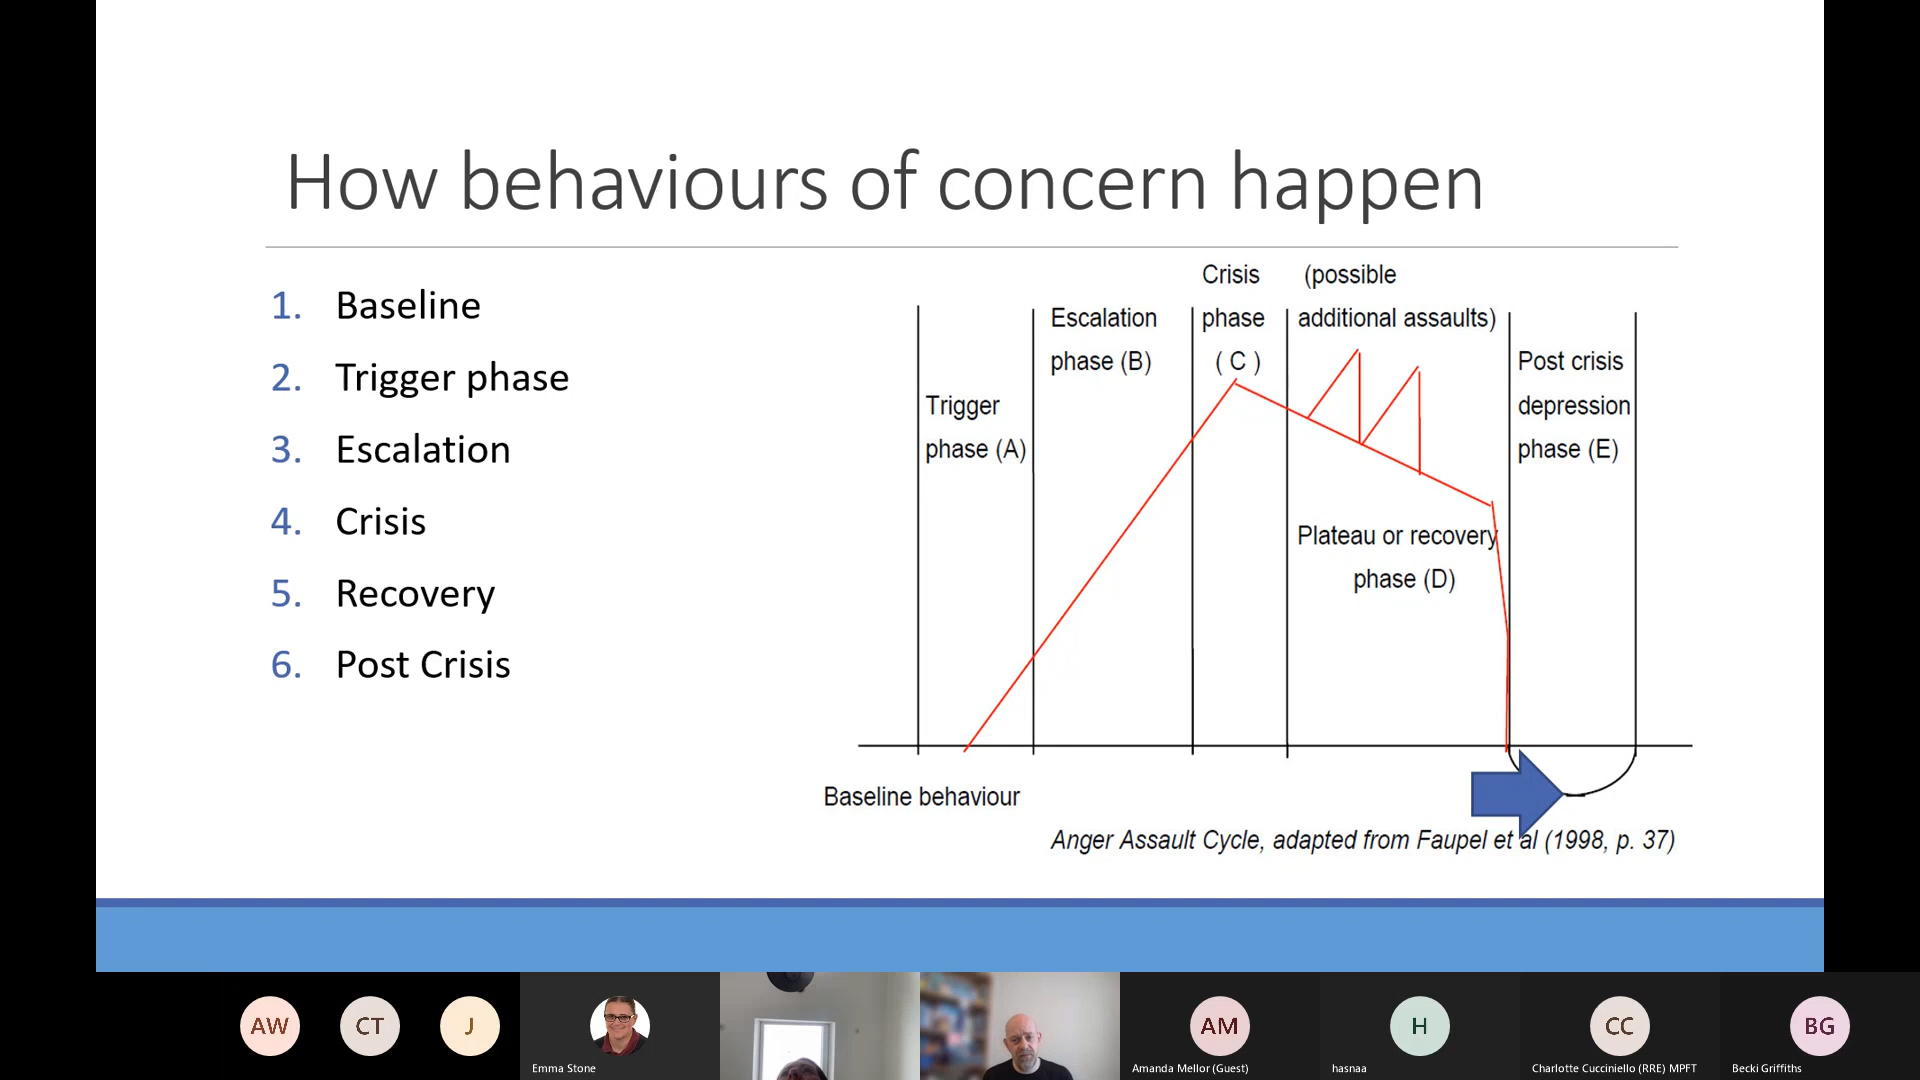 How behaviours of concern happen
1. Baseline
2. Trigger phase
3. Escalation
4. Crisis
5. Recovery
6. Post Crisis
Trigger
phase (A)
Escalation
phase (B)
Crisis
phase
( C )
(possible
additional assaults)
Plateau or recovery
phase (D)
Post crisis
depression
phase (E)
Baseline behaviour
Anger Assault Cycle, adapted from Faupel et al (1998, p. 37)
AW
CT
J
Emma Stone
AM
Amanda Mellor (Guest)
H
hasnaa
CC
Charlotte Cucciniello (RRE) MPFT
BG
Becki Griffiths